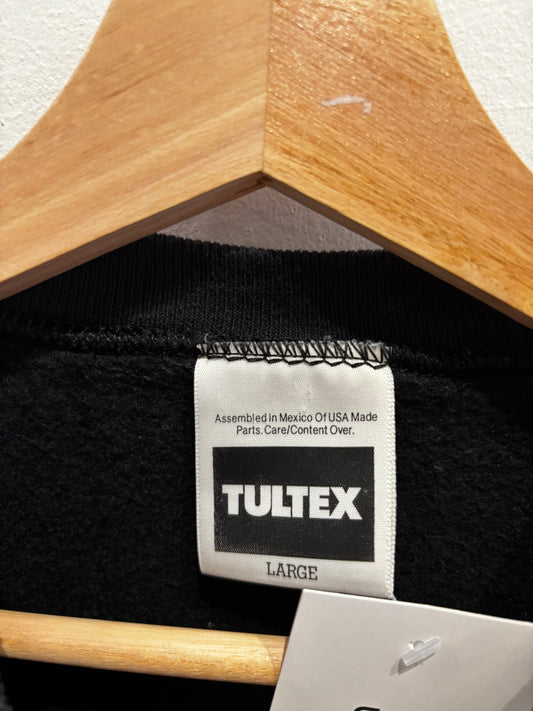 Assembled in Mexico Of USA Made
Parts. Care/Content Over.
TULTEX
LARGE